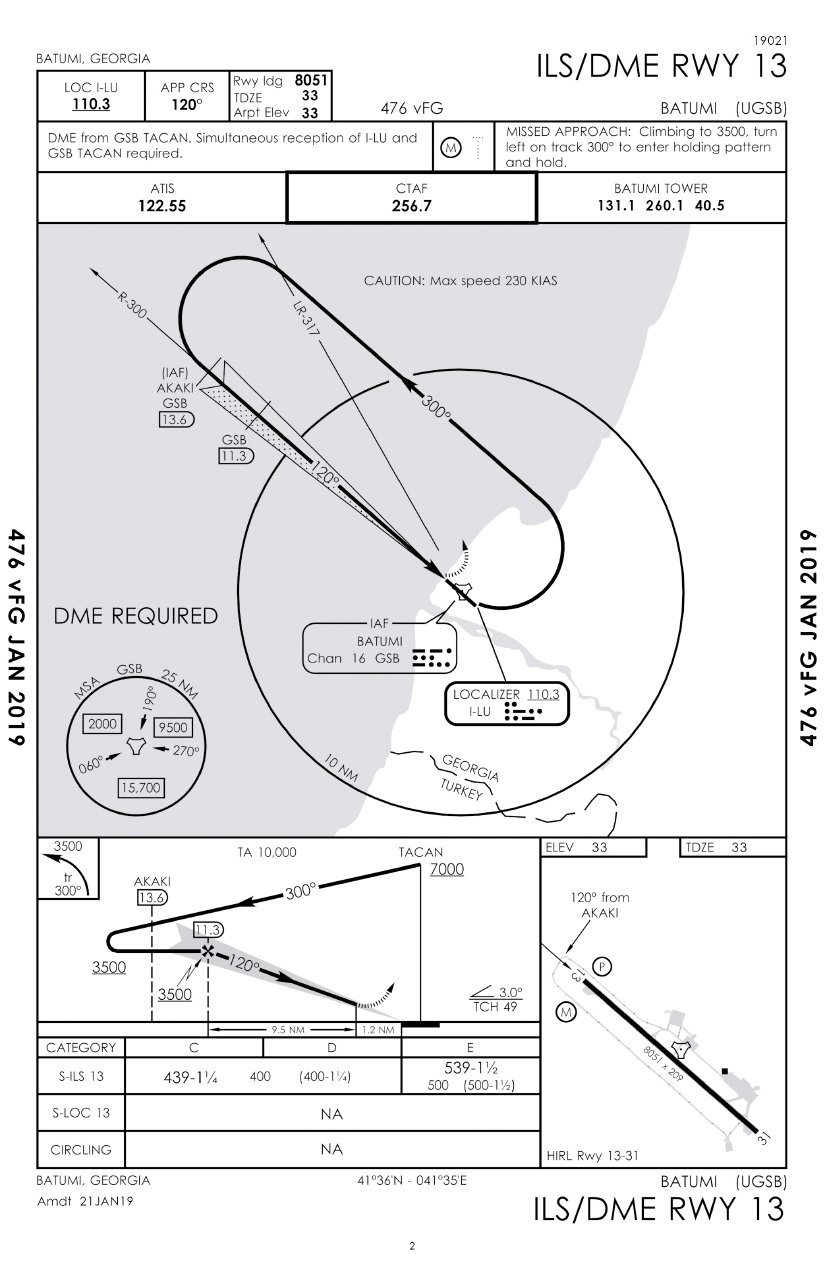 19021
BATUMI, GEORGIA
ILS/DME RWY 13
LOC I-LU
110.3
APP CRS
120°
Rwy ldg 8051
TDZE 33
Arpt Elev 33
476 vFG
BATUMI (UGSB)
DME from GSB TACAN. Simultaneous reception of I-LU and
GSB TACAN required.
M
MISSED APPROACH: Climbing to 3500, turn
left on track 300° to enter holding pattern
and hold.
ATIS
122.55
CTAF
256.7
BATUMI TOWER
131.1 260.1 40.5
CAUTION: Max speed 230 KIAS
R-300
LR-317
(IAF)
AKAKI
GSB
13.6
GSB
11.3
300°
120°
476 vFG JAN 2019
476 vFG JAN 2019
DME REQUIRED
IAF
BATUMI
Chan 16 GSB
LOCALIZER 110.3
I-LU
MSA GSB 25 NM
190°
2000
9500
060°
270°
15,700
10 NM
GEORGIA
TURKEY
3500
tr
300°
TA 10,000
TACAN
7000
AKAKI
13.6
300°
11.3
120°
3500
3500
3.0°
TCH 49
9.5 NM
1.2 NM
ELEV 33
TDZE 33
120° from
AKAKI
P
13
M
8051 x 209
31
HIRL Rwy 13-31
CATEGORY C D E
S-ILS 13 439-1¼ 400 (400-1¼) 539-1½
500 (500-1½)
S-LOC 13 NA
CIRCLING NA
BATUMI, GEORGIA
41°36'N - 041°35'E
BATUMI (UGSB)
Amdt 21JAN19
ILS/DME RWY 13
2